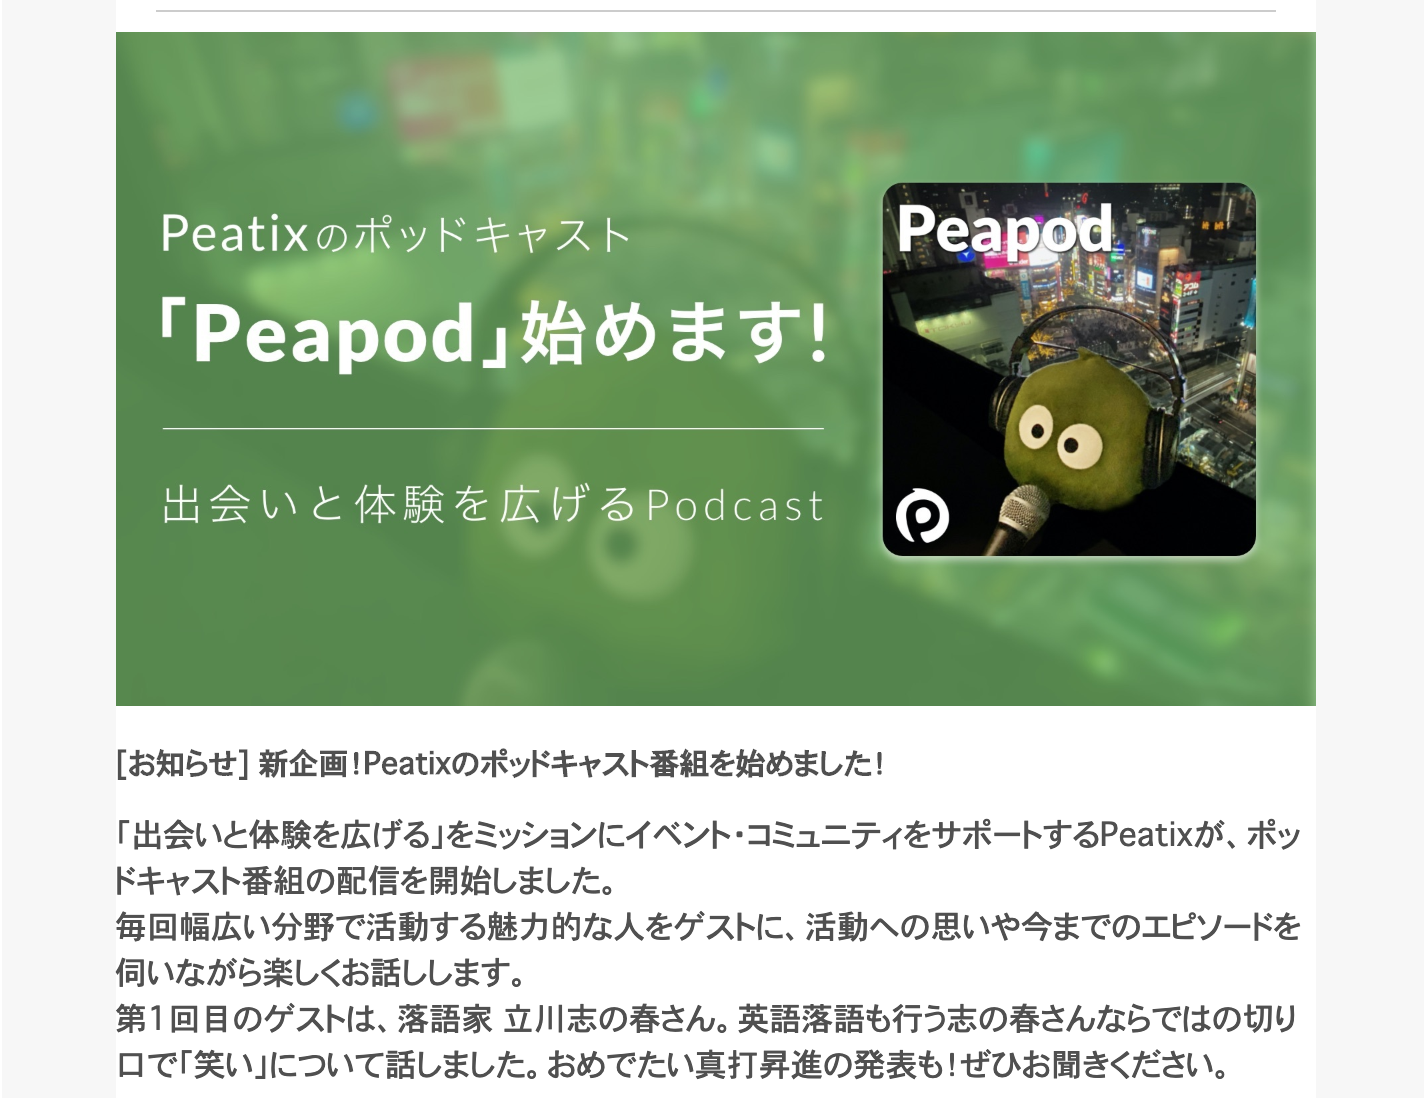 Peatixのポッドキャスト
「Peapod」始めます!
出会いと体験を広げるPodcast
Peapod
アコム
[お知らせ] 新企画!Peatixのポッドキャスト番組を始めました!
「出会いと体験を広げる」をミッションにイベント・コミュニティをサポートするPeatixが、ポッ
ドキャスト番組の配信を開始しました。
毎回幅広い分野で活動する魅力的な人をゲストに、活動への思いや今までのエピソードを
伺いながら楽しくお話しします。
第1回目のゲストは、落語家 立川志の春さん。英語落語も行う志の春さんならではの切り
口で「笑い」について話しました。おめでたい真打昇進の発表も!ぜひお聞きください。